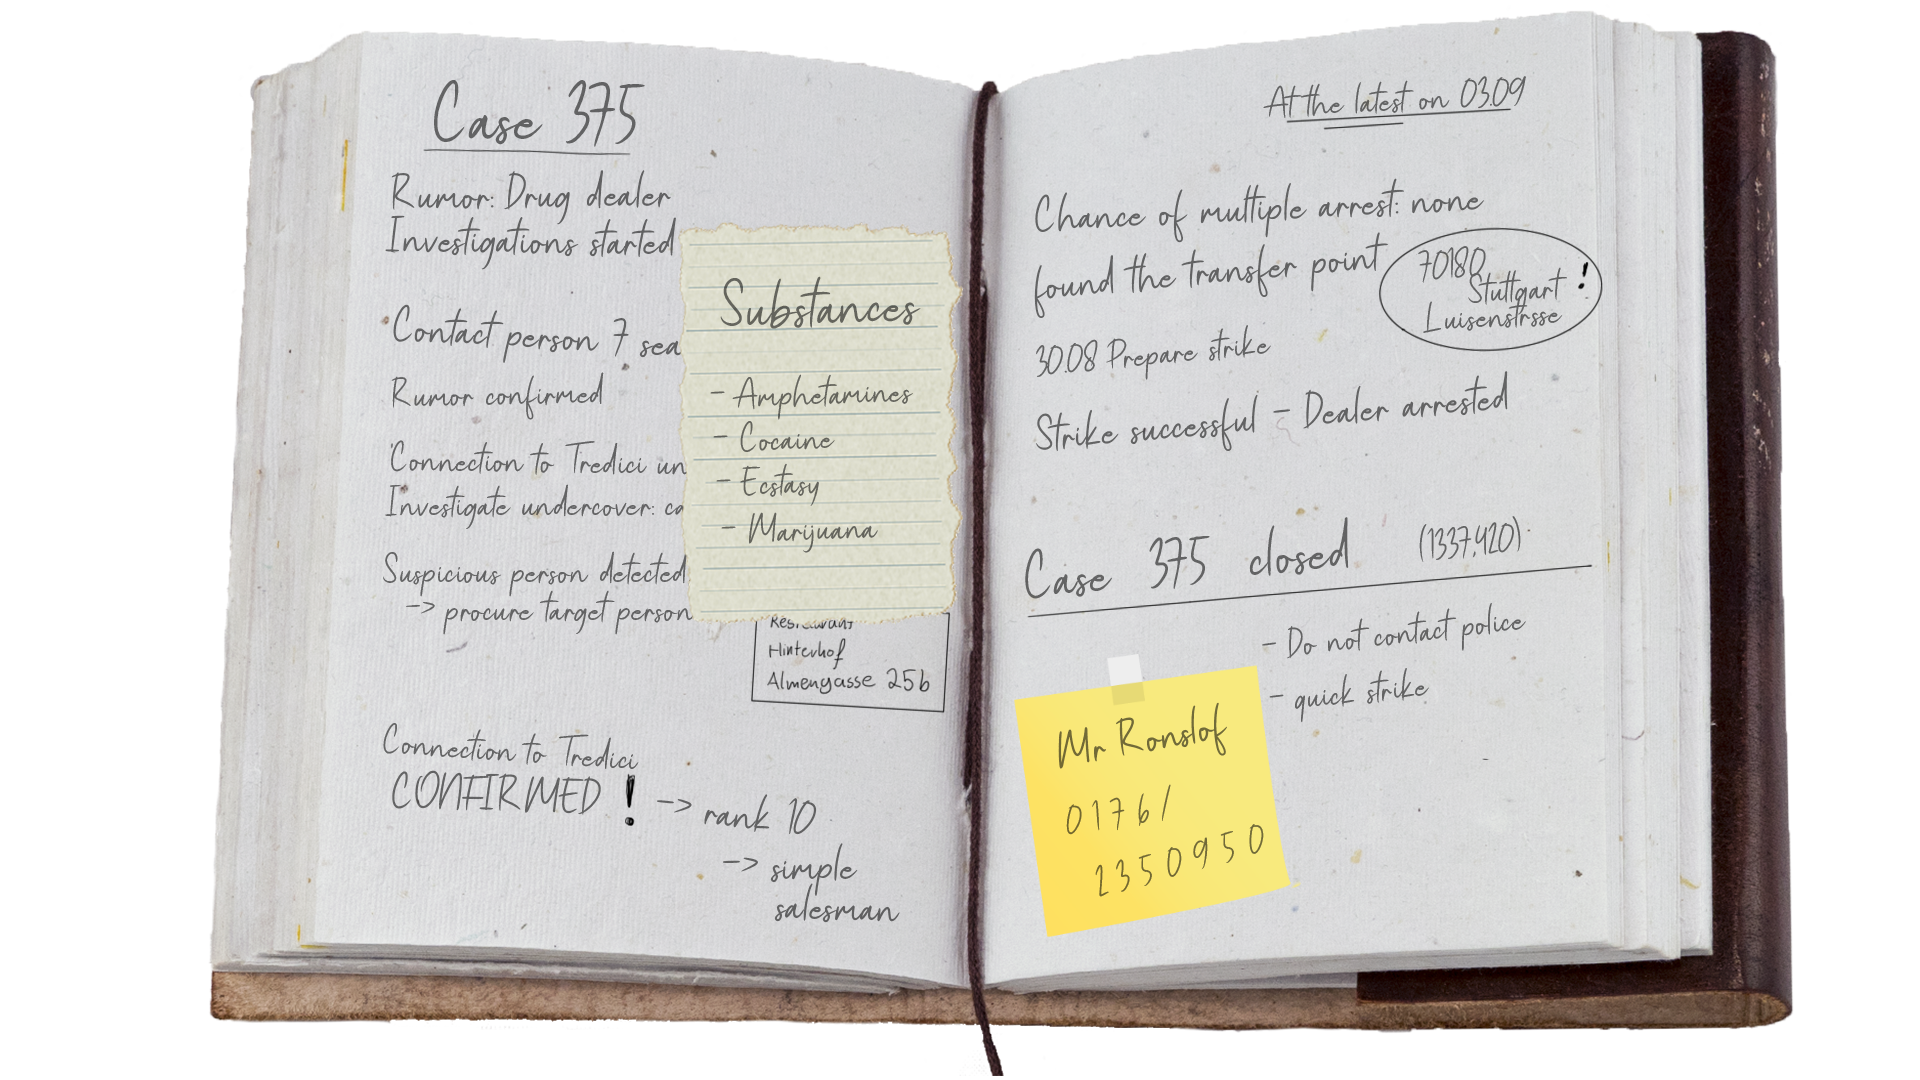 Case 375
Rumor: Drug dealer
Investigations started
Contact person 7 sea
Rumor confirmed
Connection to Tredici un
Investigate undercover: ca
Suspicious person detected
-> procure target person
Substances
- Amphetamines
- Cocaine
- Ecstasy
- Marijuana
Restaurant
Hinterhof
Almengasse 25b
Connection to Tredici
CONFIRMED !
-> rank 10
-> simple
salesman
At the latest on 03.09
Chance of multiple arrest: none
found the transfer point
70180
Stuttgart !
Luisenstrsse
30.08 Prepare strike
Strike successful - Dealer arrested
Case 375 closed (1337,420)
- Do not contact police
- quick strike
Mr Ronslof
0176/
2350950